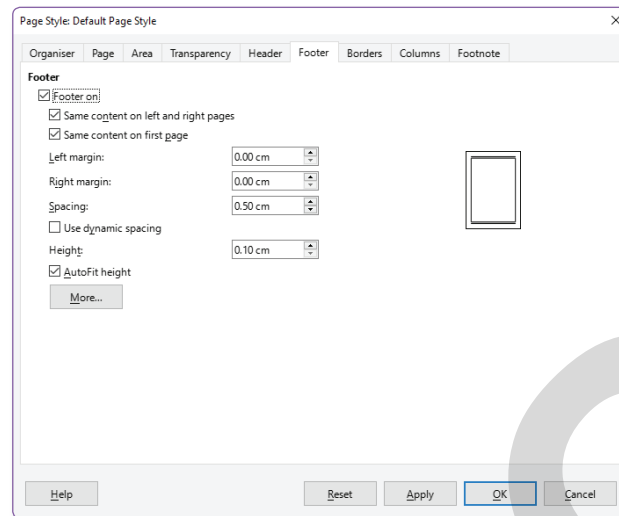 Page Style: Default Page Style
Organiser Page Area Transparency Header Footer Borders Columns Footnote
Footer
Footer on
Same content on left and right pages
Same content on first page
Left margin: 0.00 cm
Right margin: 0.00 cm
Spacing: 0.50 cm
Use dynamic spacing
Height: 0.10 cm
AutoFit height
More...
Help Reset Apply OK Cancel